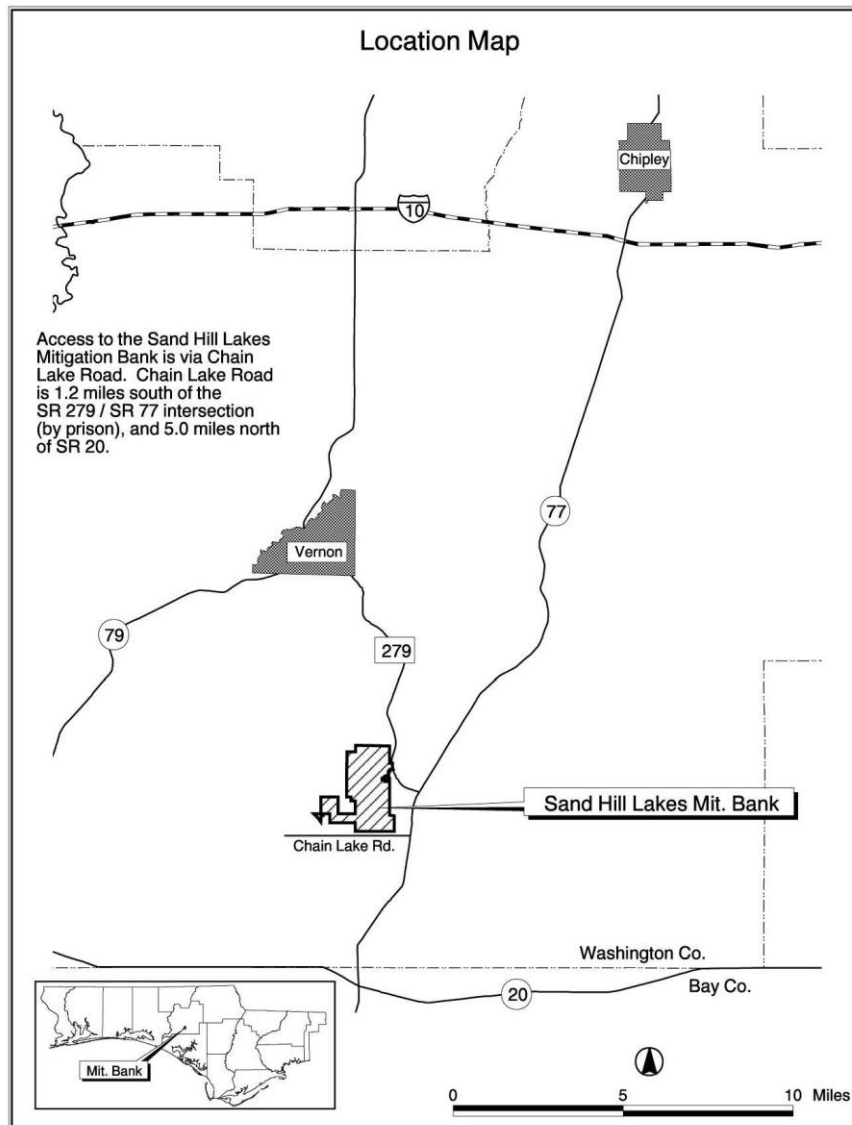 Location Map
Chipley
10
Access to the Sand Hill Lakes
Mitigation Bank is via Chain
Lake Road. Chain Lake Road
is 1.2 miles south of the
SR 279 / SR 77 intersection
(by prison), and 5.0 miles north
of SR 20.
77
Vernon
79
279
Sand Hill Lakes Mit. Bank
Chain Lake Rd.
Washington Co.
Bay Co.
20
Mit. Bank
0 5 10 Miles